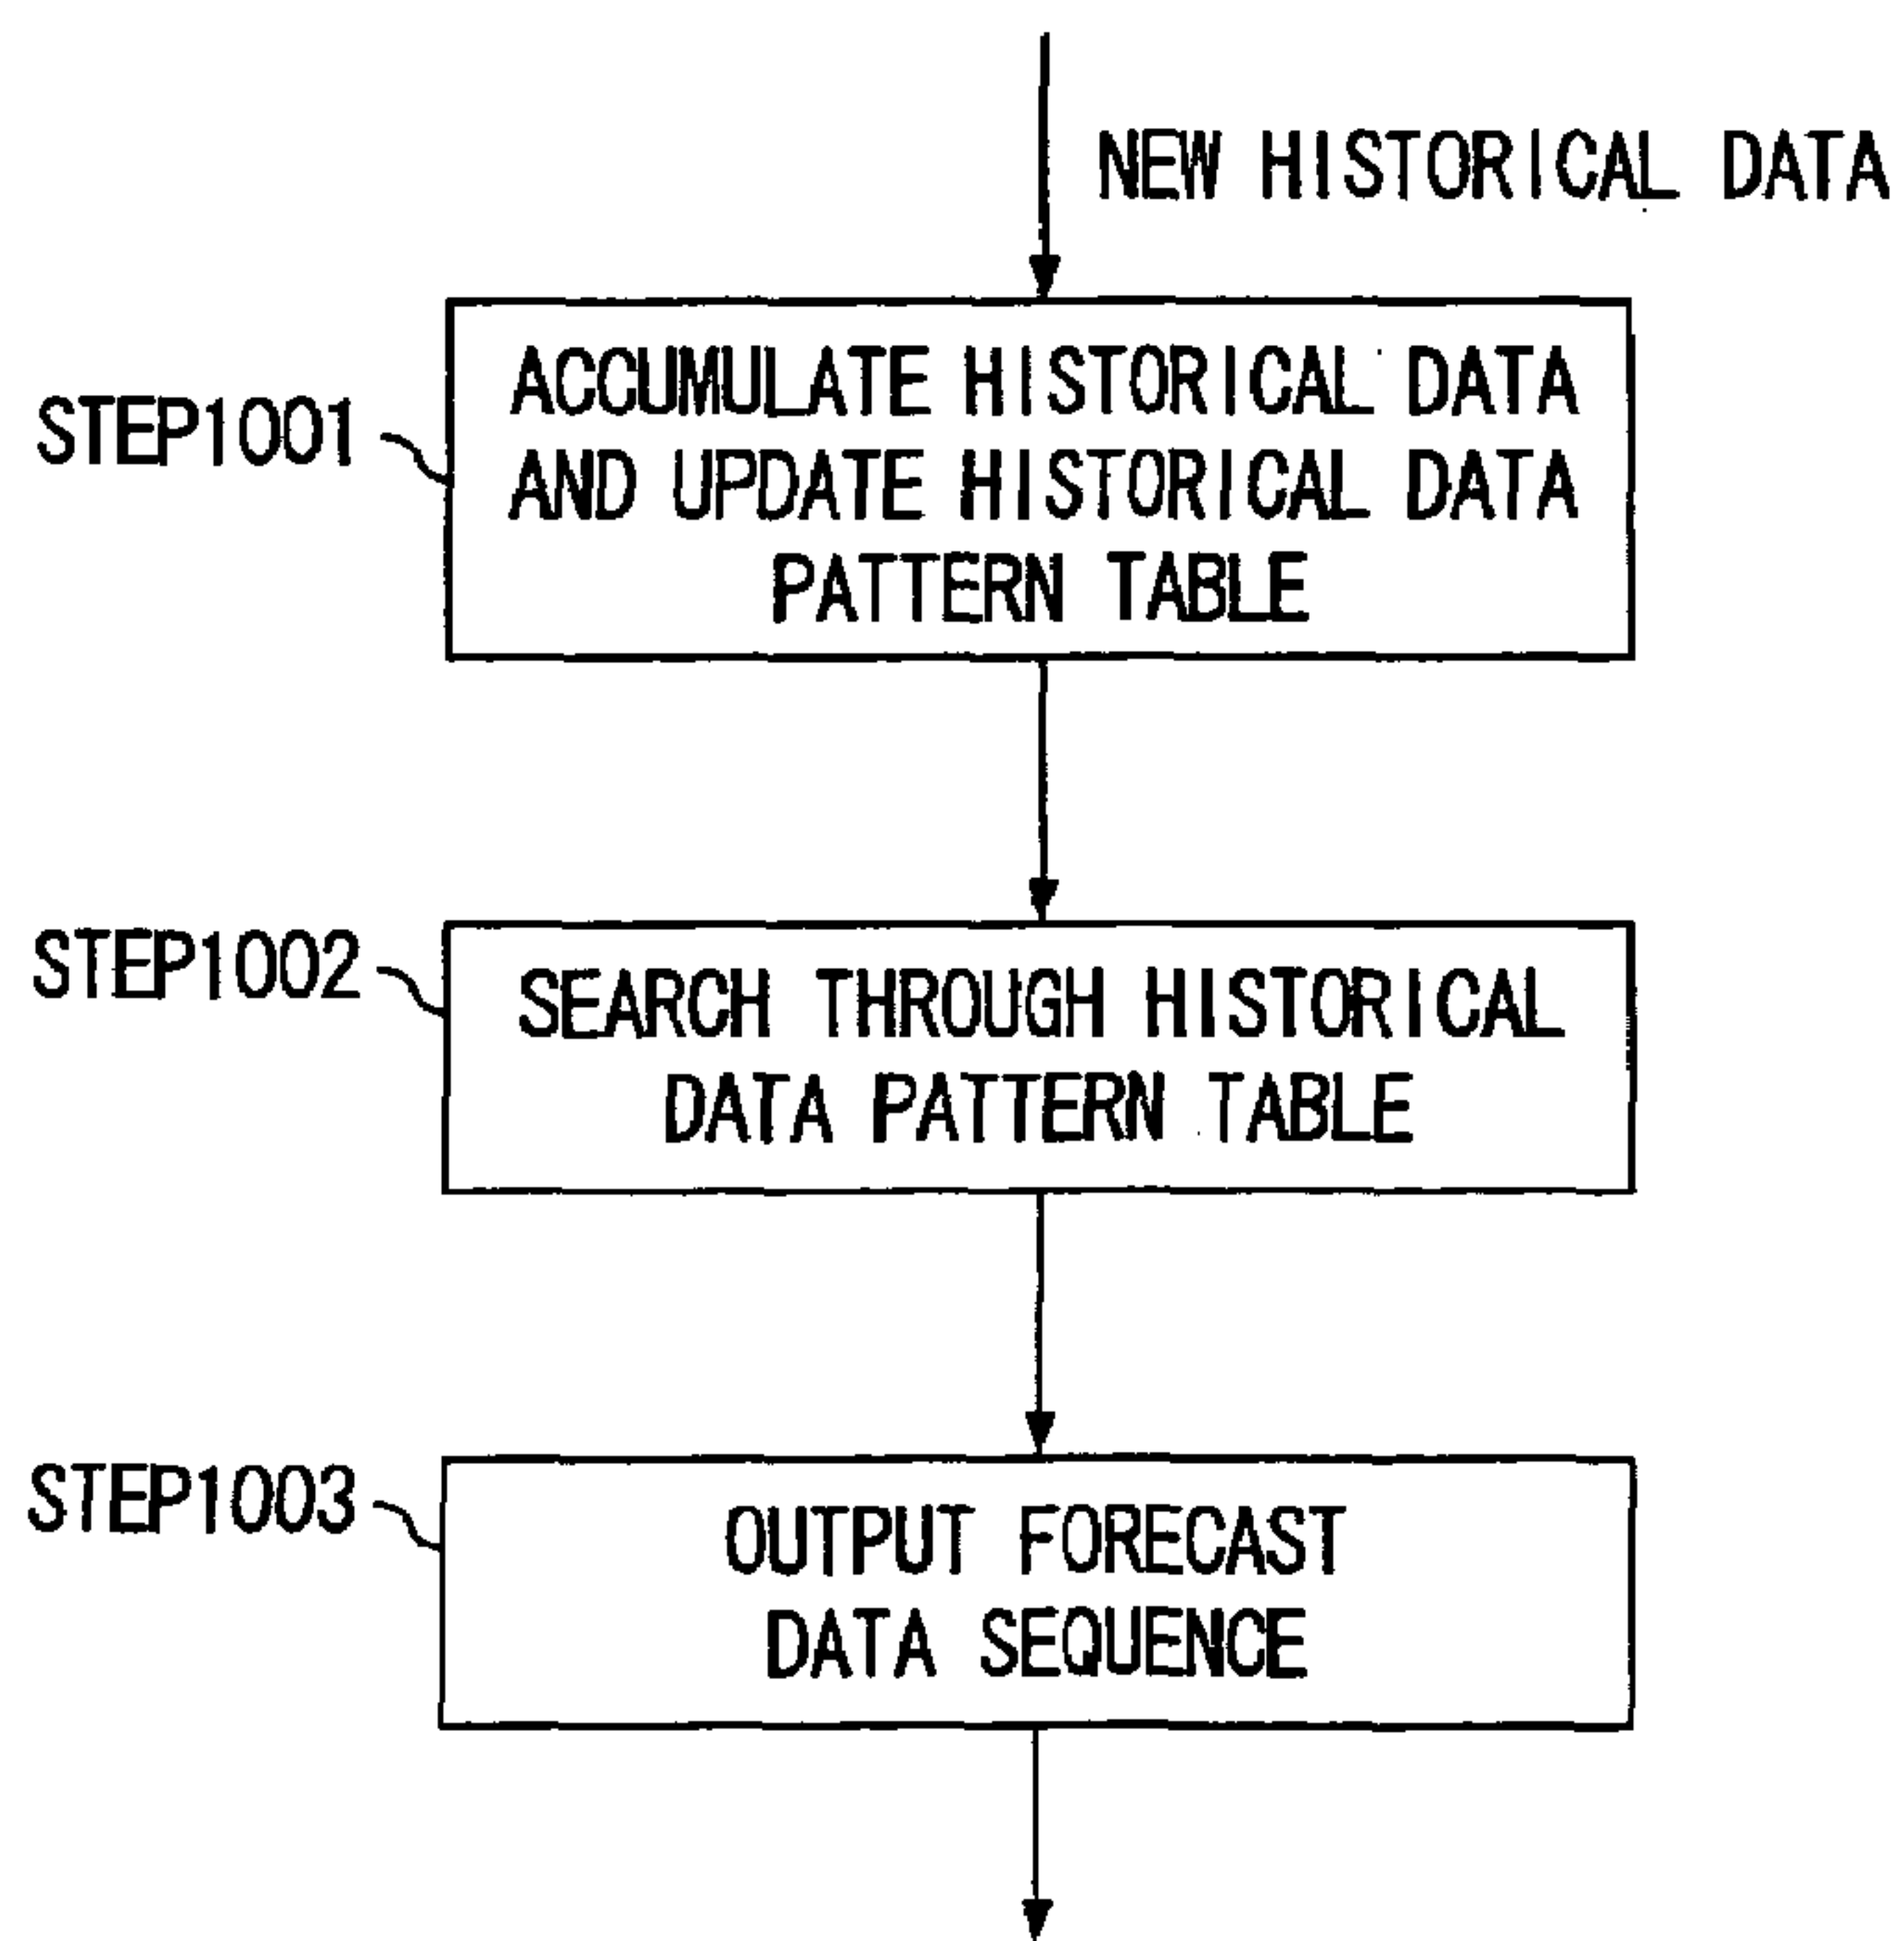 NEW HISTORICAL DATA
STEP1001
ACCUMULATE HISTORICAL DATA
AND UPDATE HISTORICAL DATA
PATTERN TABLE
STEP1002
SEARCH THROUGH HISTORICAL
DATA PATTERN TABLE
STEP1003
OUTPUT FORECAST
DATA SEQUENCE